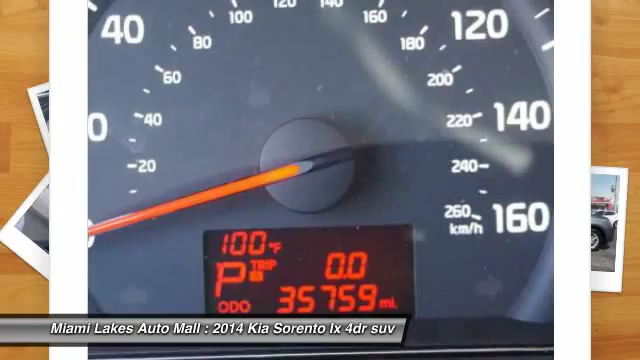 120 140 160
40 100 160
80 180
60 200
40 220 140
0
20 240
260 160
km/h
100°F
P TRIP 0.0
ODO 35759 mi.
Miami Lakes Auto Mall : 2014 Kia Sorento lx 4dr suv